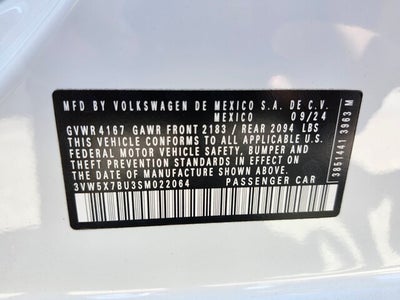 MFD BY VOLKSWAGEN DE MEXICO S.A. DE C.V.
MEXICO 09/24
GVWR 4167 GAWR FRONT 2183 / REAR 2094 LBS
THIS VEHICLE CONFORMS TO ALL APPLICABLE U.S.
FEDERAL MOTOR VEHICLE SAFETY, BUMPER AND
THEFT PREVENTION STANDARDS IN EFFECT ON
THE DATE OF MANUFACTURE SHOWN ABOVE.
3VW5X7BU3SM022064 PASSENGER CAR
3851441 3963 M